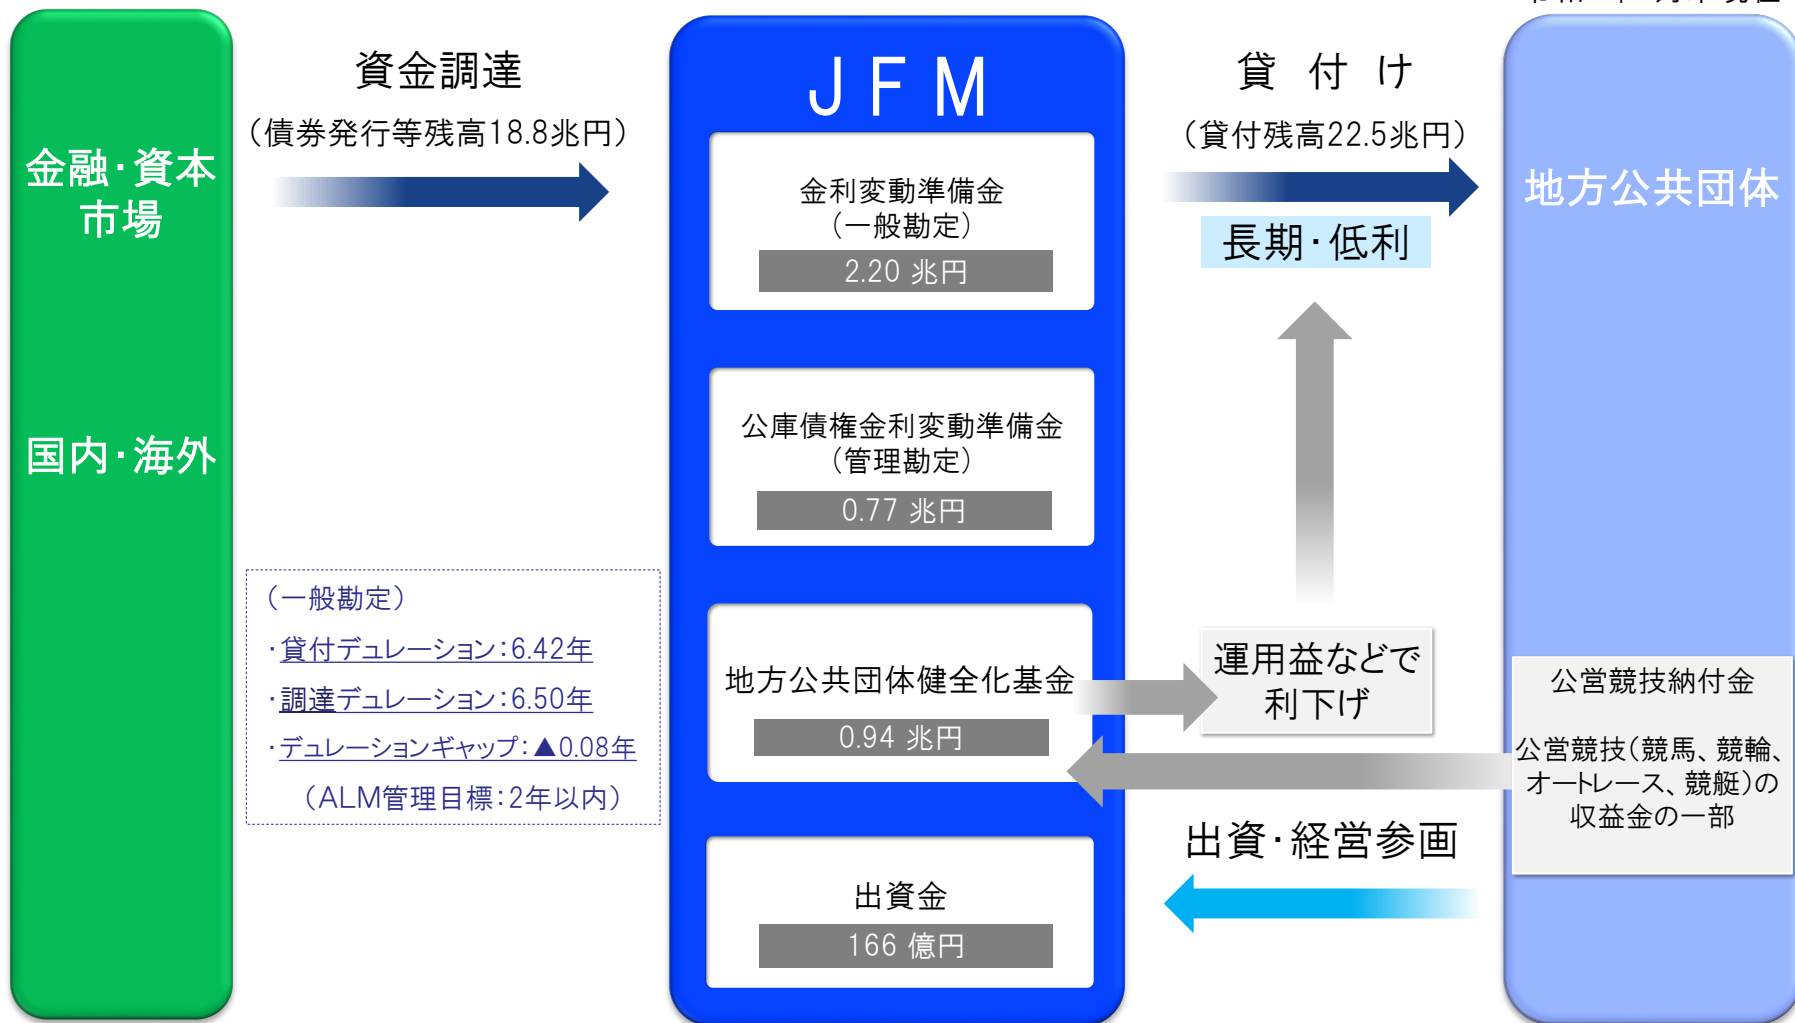 金融・資本
市場
国内・海外
資金調達
（債券発行等残高18.8兆円）
（一般勘定）
・貸付デュレーション：6.42年
・調達デュレーション：6.50年
・デュレーションギャップ：▲0.08年
（ALM管理目標：2年以内）
ＪＦＭ
金利変動準備金
（一般勘定）
2.20 兆円
公庫債権金利変動準備金
（管理勘定）
0.77 兆円
地方公共団体健全化基金
0.94 兆円
出資金
166 億円
貸 付 け
（貸付残高22.5兆円）
長期・低利
運用益などで
利下げ
出資・経営参画
地方公共団体
公営競技納付金
公営競技（競馬、競輪、
オートレース、競艇）の
収益金の一部